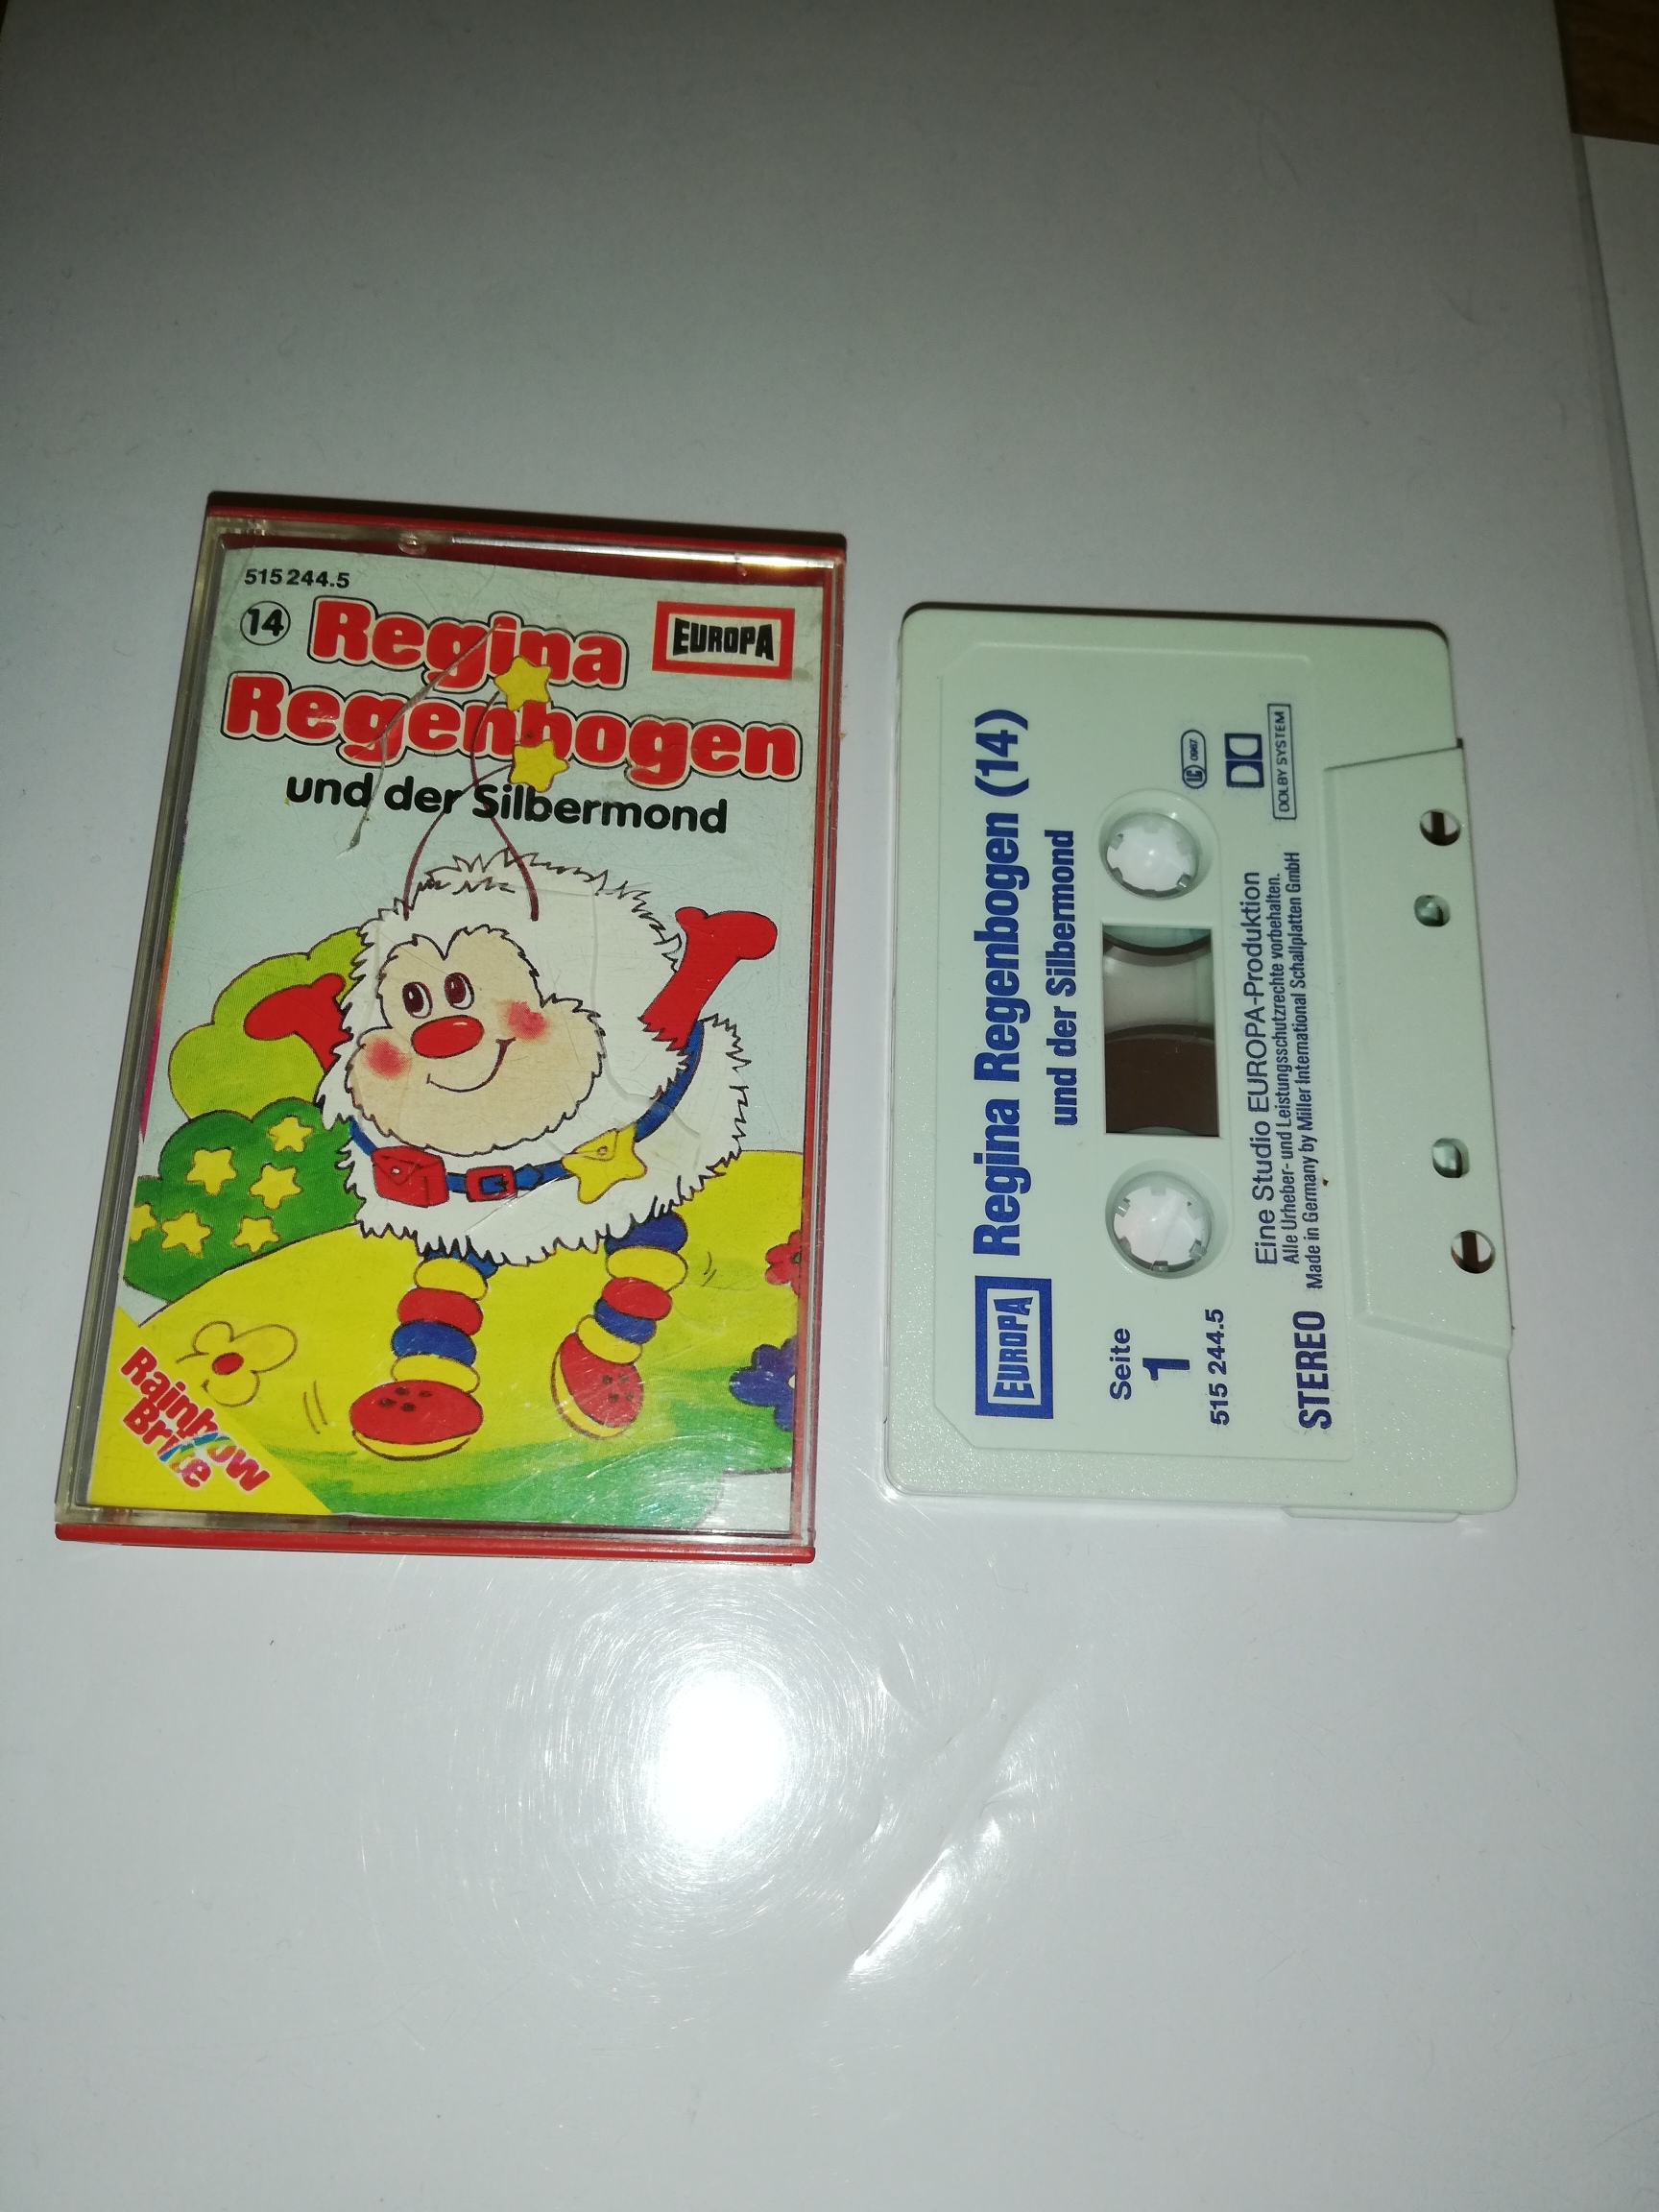 515 244.5
14 Regina
EUROPA
Regenbogen
und der Silbermond
Rainbow
Brite
EUROPA Regina Regenbogen (14)
und der Silbermond
Seite
1
515 244.5
LC 0967
DOLBY SYSTEM
Eine Studio EUROPA-Produktion
Alle Urheber- und Leistungsschutzrechte vorbehalten.
STEREO Made in Germany by Miller International Schallplatten GmbH